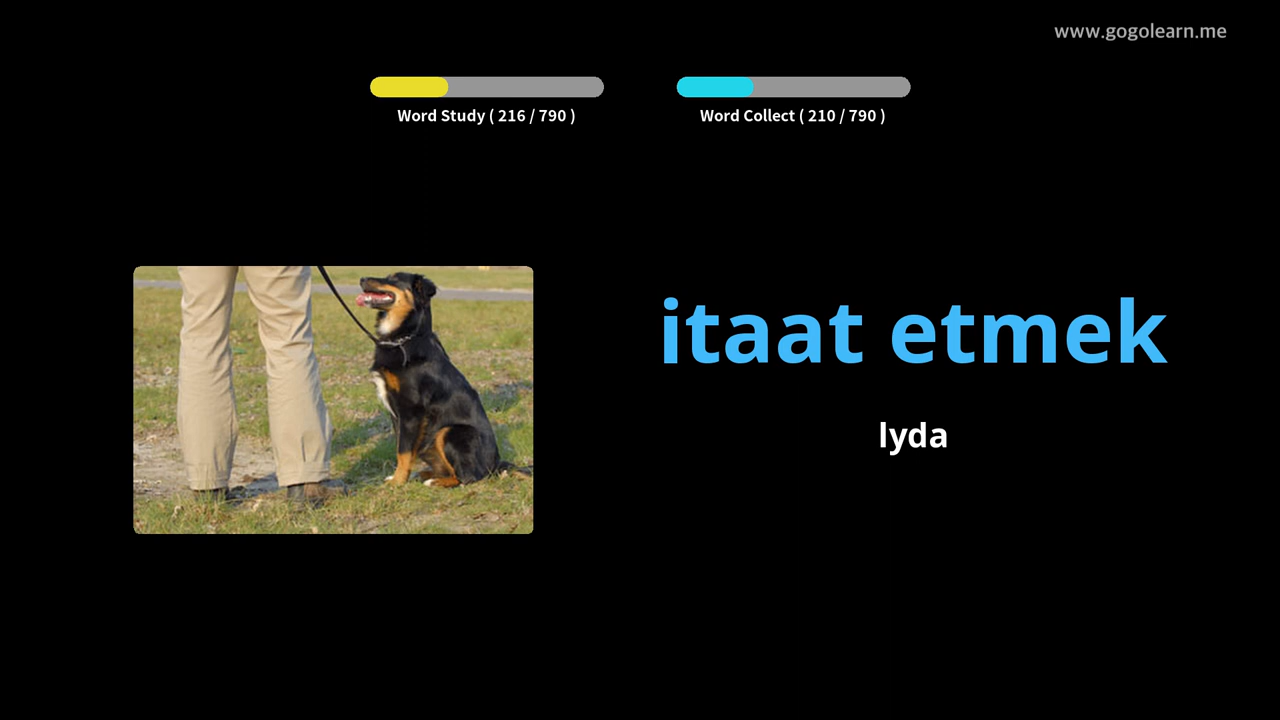 www.gogolearn.me
Word Study ( 216 / 790 )
Word Collect ( 210 / 790 )
itaat etmek
lyda